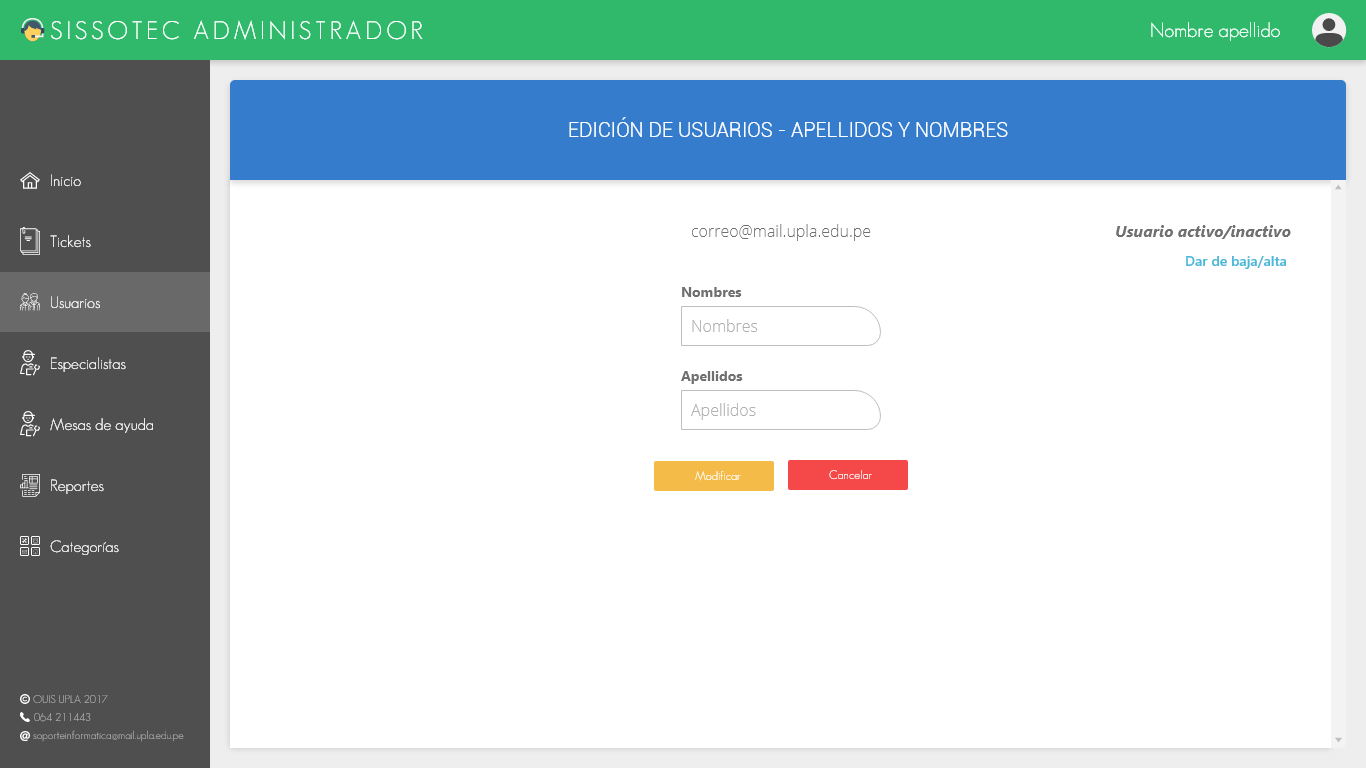 SISSOTEC ADMINISTRADOR
Nombre apellido
Inicio
Tickets
Usuarios
Especialistas
Mesas de ayuda
Reportes
Categorías
© OUIS UPLA 2017
064 211443
@ soporteinformatica@mail.upla.edu.pe
EDICIÓN DE USUARIOS - APELLIDOS Y NOMBRES
correo@mail.upla.edu.pe
Usuario activo/inactivo
Dar de baja/alta
Nombres
Nombres
Apellidos
Apellidos
Modificar
Cancelar